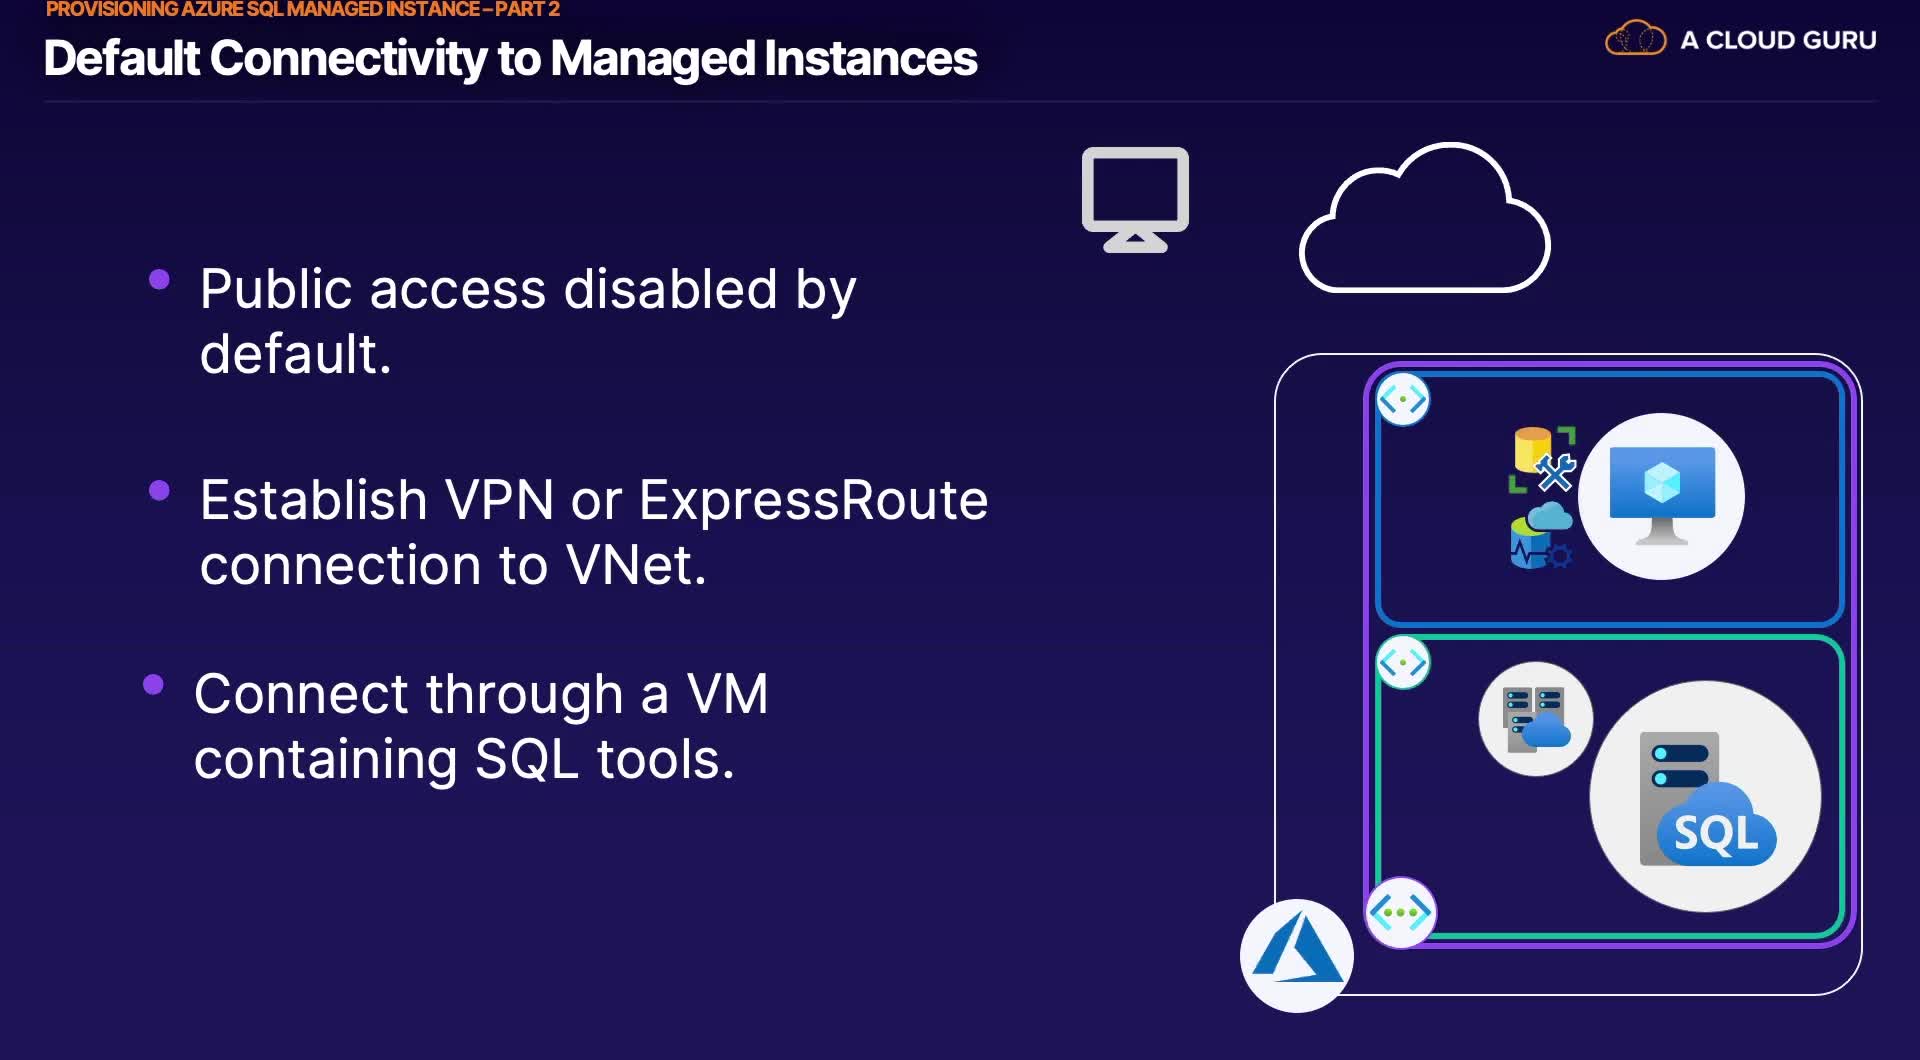 PROVISIONING AZURE SQL MANAGED INSTANCE – PART 2
Default Connectivity to Managed Instances
A CLOUD GURU
Public access disabled by
default.
Establish VPN or ExpressRoute
connection to VNet.
Connect through a VM
containing SQL tools.
SQL